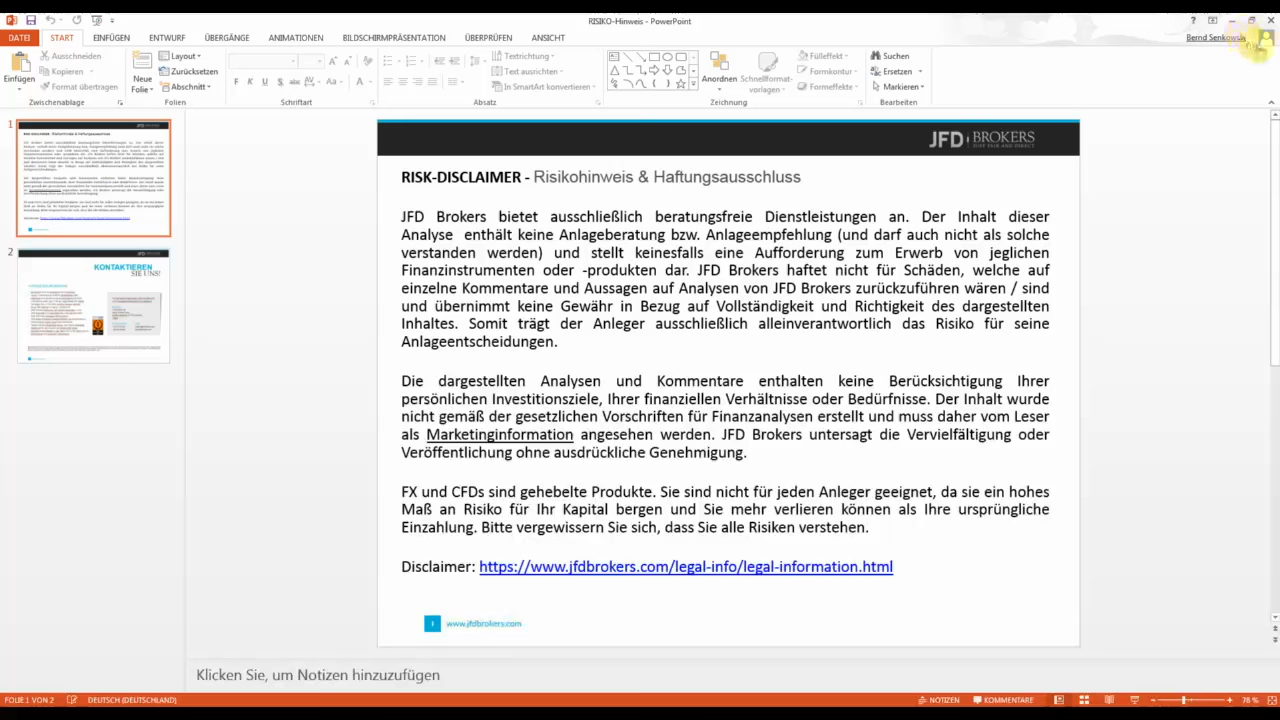 RISIKO-Hinweis - PowerPoint
DATEI START EINFÜGEN ENTWURF ÜBERGÄNGE ANIMATIONEN BILDSCHIRMPRÄSENTATION ÜBERPRÜFEN ANSICHT
Einfügen
Ausschneiden
Kopieren
Format übertragen
Zwischenablage
Neue
Folie
Layout
Zurücksetzen
Abschnitt
Folien
Schriftart
Textrichtung
Text ausrichten
In SmartArt konvertieren
Absatz
Anordnen
Schnellformat-
vorlagen
Fülleffekt
Formkontur
Formeffekte
Zeichnung
Suchen
Ersetzen
Markieren
Bearbeiten
1
2
KONTAKTIEREN
SIE UNS!
JFD BROKERS
JUST FAIR AND DIRECT
RISK-DISCLAIMER - Risikohinweis & Haftungsausschluss
JFD Brokers bietet ausschließlich beratungsfreie Dienstleistungen an. Der Inhalt dieser
Analyse enthält keine Anlageberatung bzw. Anlageempfehlung (und darf auch nicht als solche
verstanden werden) und stellt keinesfalls eine Aufforderung zum Erwerb von jeglichen
Finanzinstrumenten oder -produkten dar. JFD Brokers haftet nicht für Schäden, welche auf
einzelne Kommentare und Aussagen auf Analysen von JFD Brokers zurückzuführen wären / sind
und übernimmt keine Gewähr in Bezug auf Vollständigkeit und Richtigkeit des dargestellten
Inhaltes. Somit trägt der Anleger ausschließlich alleinverantwortlich das Risiko für seine
Anlageentscheidungen.
Die dargestellten Analysen und Kommentare enthalten keine Berücksichtigung Ihrer
persönlichen Investitionsziele, Ihrer finanziellen Verhältnisse oder Bedürfnisse. Der Inhalt wurde
nicht gemäß der gesetzlichen Vorschriften für Finanzanalysen erstellt und muss daher vom Leser
als Marketinginformation angesehen werden. JFD Brokers untersagt die Vervielfältigung oder
Veröffentlichung ohne ausdrückliche Genehmigung.
FX und CFDs sind gehebelte Produkte. Sie sind nicht für jeden Anleger geeignet, da sie ein hohes
Maß an Risiko für Ihr Kapital bergen und Sie mehr verlieren können als Ihre ursprüngliche
Einzahlung. Bitte vergewissern Sie sich, dass Sie alle Risiken verstehen.
Disclaimer: https://www.jfdbrokers.com/legal-info/legal-information.html
www.jfdbrokers.com
Klicken Sie, um Notizen hinzuzufügen
FOLIE 1 VON 2 DEUTSCH (DEUTSCHLAND) NOTIZEN KOMMENTARE 78 %